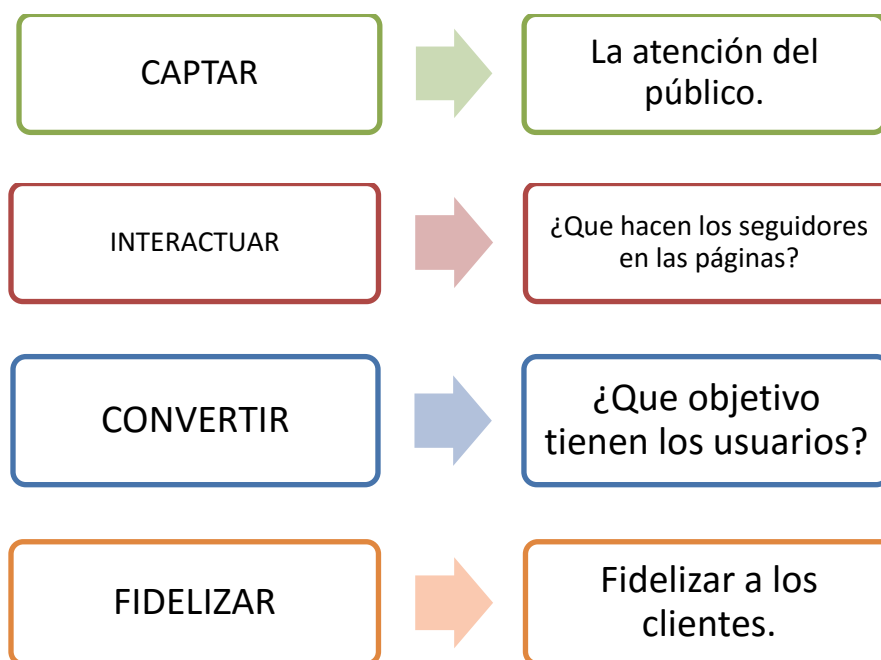 CAPTAR
La atención del
público.
INTERACTUAR
¿Que hacen los seguidores
en las páginas?
CONVERTIR
¿Que objetivo
tienen los usuarios?
FIDELIZAR
Fidelizar a los
clientes.